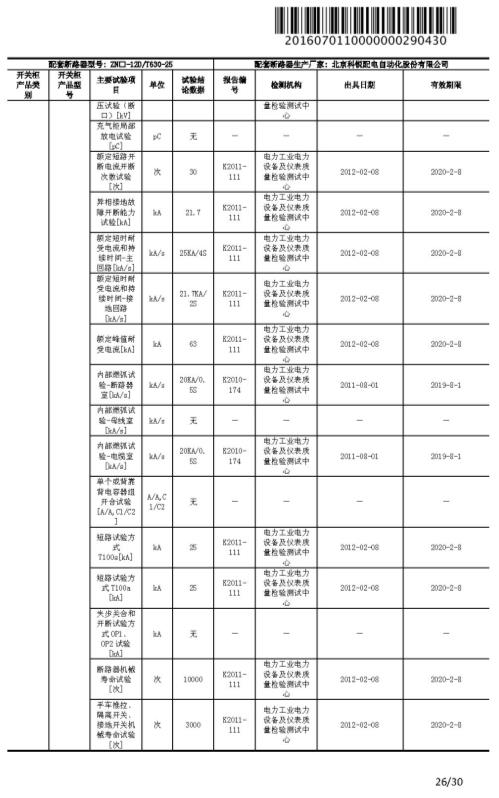 2016070110000000290430
配套断路器型号: ZN□-12D/T630-25 配套断路器生产厂家: 北京科锐配电自动化股份有限公司
开关柜产品类别 开关柜产品型号 主要试验项目 单位 试验结论数据 报告编号 检测机构 出具日期 有效期限
压试验（断口）[kV] 量检验测试中心
充气柜局部放电试验[pC] pC 无 — — — —
额定短路开断电流开断次数试验[次] 次 30 K2011-111 电力工业电力设备及仪表质量检验测试中心 2012-02-08 2020-2-8
异相接地故障开断能力试验[kA] kA 21.7 K2011-111 电力工业电力设备及仪表质量检验测试中心 2012-02-08 2020-2-8
额定短时耐受电流和持续时间-主回路[kA/s] kA/s 25KA/4S K2011-111 电力工业电力设备及仪表质量检验测试中心 2012-02-08 2020-2-8
额定短时耐受电流和持续时间-接地回路[kA/s] kA/s 21.7KA/2S K2011-111 电力工业电力设备及仪表质量检验测试中心 2012-02-08 2020-2-8
额定峰值耐受电流[kA] kA 63 K2011-111 电力工业电力设备及仪表质量检验测试中心 2012-02-08 2020-2-8
内部燃弧试验-断路器室[kA/s] kA/s 20KA/0.5S K2010-174 电力工业电力设备及仪表质量检验测试中心 2011-08-01 2019-8-1
内部燃弧试验-母线室[kA/s] kA/s 无 — — — —
内部燃弧试验-电缆室[kA/s] kA/s 20KA/0.5S K2010-174 电力工业电力设备及仪表质量检验测试中心 2011-08-01 2019-8-1
单个或背靠背电容器组开合试验[A/A,C1/C2] A/A,C1/C2 无 — — — —
短路试验方式T100s[kA] kA 25 K2011-111 电力工业电力设备及仪表质量检验测试中心 2012-02-08 2020-2-8
短路试验方式T100a[kA] kA 25 K2011-111 电力工业电力设备及仪表质量检验测试中心 2012-02-08 2020-2-8
失步关合和开断试验方式OP1、OP2试验[kA] kA 无 — — — —
断路器机械寿命试验[次] 次 10000 K2011-111 电力工业电力设备及仪表质量检验测试中心 2012-02-08 2020-2-8
手车推拉、隔离开关、接地开关机械寿命试验[次] 次 3000 K2011-111 电力工业电力设备及仪表质量检验测试中心 2012-02-08 2020-2-8
26/30